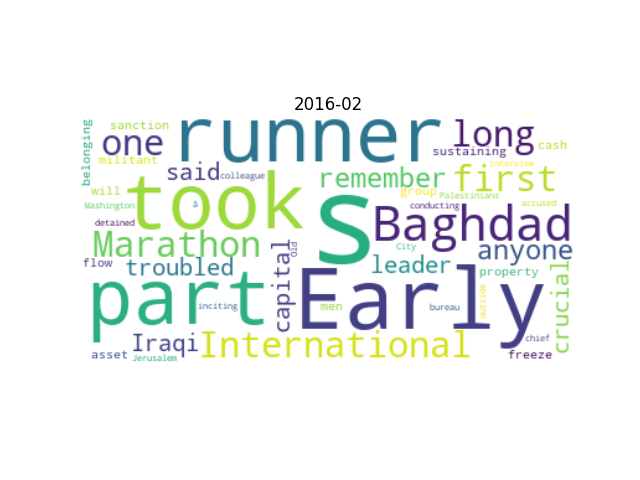 2016-02
belonging
sanction
one
runner
long
sustaining
cash
militant
said
colleague
remember
first
interview
will
took
s
group
Palestinians
accused
Washington
a
conducting
detained
Marathon
Baghdad
anyone
City
Old
capital
leader
flow
troubled
property
crucial
part
Early
inciting
men
bureau
outside
Iraqi
International
chief
asset
Jerusalem
freeze